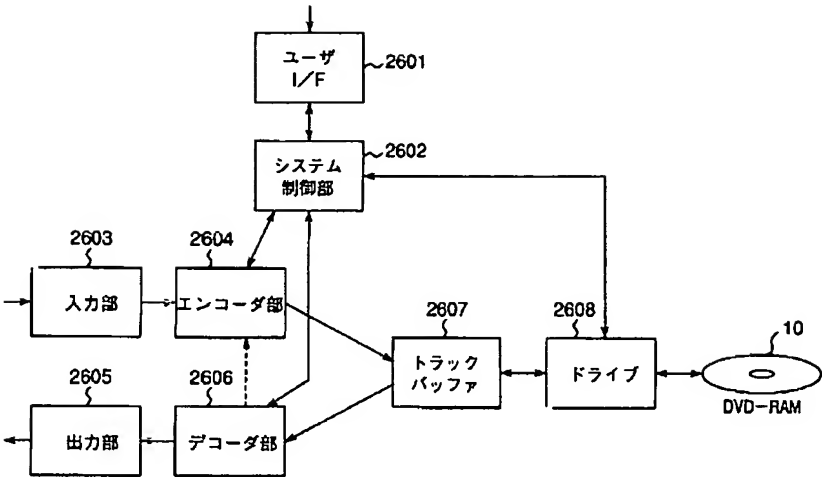 ユーザ
I/F
2601
2602
システム
制御部
2603
入力部
2604
エンコーダ部
2605
出力部
2606
デコーダ部
2607
トラック
バッファ
2608
ドライブ
10
DVD-RAM